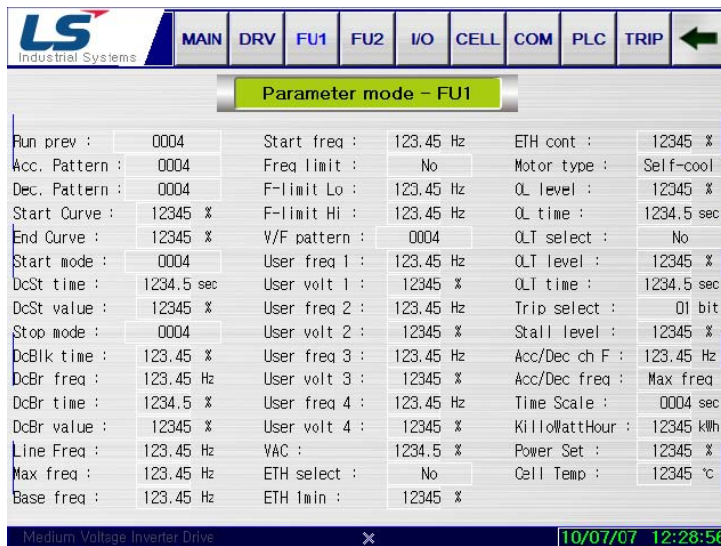 LS
Industrial Systems
MAIN DRV FU1 FU2 I/O CELL COM PLC TRIP
Parameter mode - FU1
Run prev : 0004 Start freq : 123.45 Hz ETH cont : 12345 %
Acc. Pattern : 0004 Freq limit : No Motor type : Self-cool
Dec. Pattern : 0004 F-limit Lo : 123.45 Hz OL level : 12345 %
Start Curve : 12345 % F-limit Hi : 123.45 Hz OL time : 1234.5 sec
End Curve : 12345 % V/F pattern : 0004 OLT select : No
Start mode : 0004 User freq 1 : 123.45 Hz OLT level : 12345 %
DcSt time : 1234.5 sec User volt 1 : 12345 % OLT time : 1234.5 sec
DcSt value : 12345 % User freq 2 : 123.45 Hz Trip select : 01 bit
Stop mode : 0004 User volt 2 : 12345 % Stall level : 12345 %
DcBlk time : 123.45 % User freq 3 : 123.45 Hz Acc/Dec ch F : 123.45 Hz
DcBr freq : 123.45 Hz User volt 3 : 12345 % Acc/Dec freq : Max freq
DcBr time : 1234.5 % User freq 4 : 123.45 Hz Time Scale : 0004 sec
DcBr value : 12345 % User volt 4 : 12345 % KilloWattHour : 12345 kWh
Line Freq : 123.45 Hz VAC : 1234.5 % Power Set : 12345 %
Max freq : 123.45 Hz ETH select : No Cell Temp : 12345 ℃
Base freq : 123.45 Hz ETH 1min : 12345 %
Medium Voltage Inverter Drive 10/07/07 12:28:56